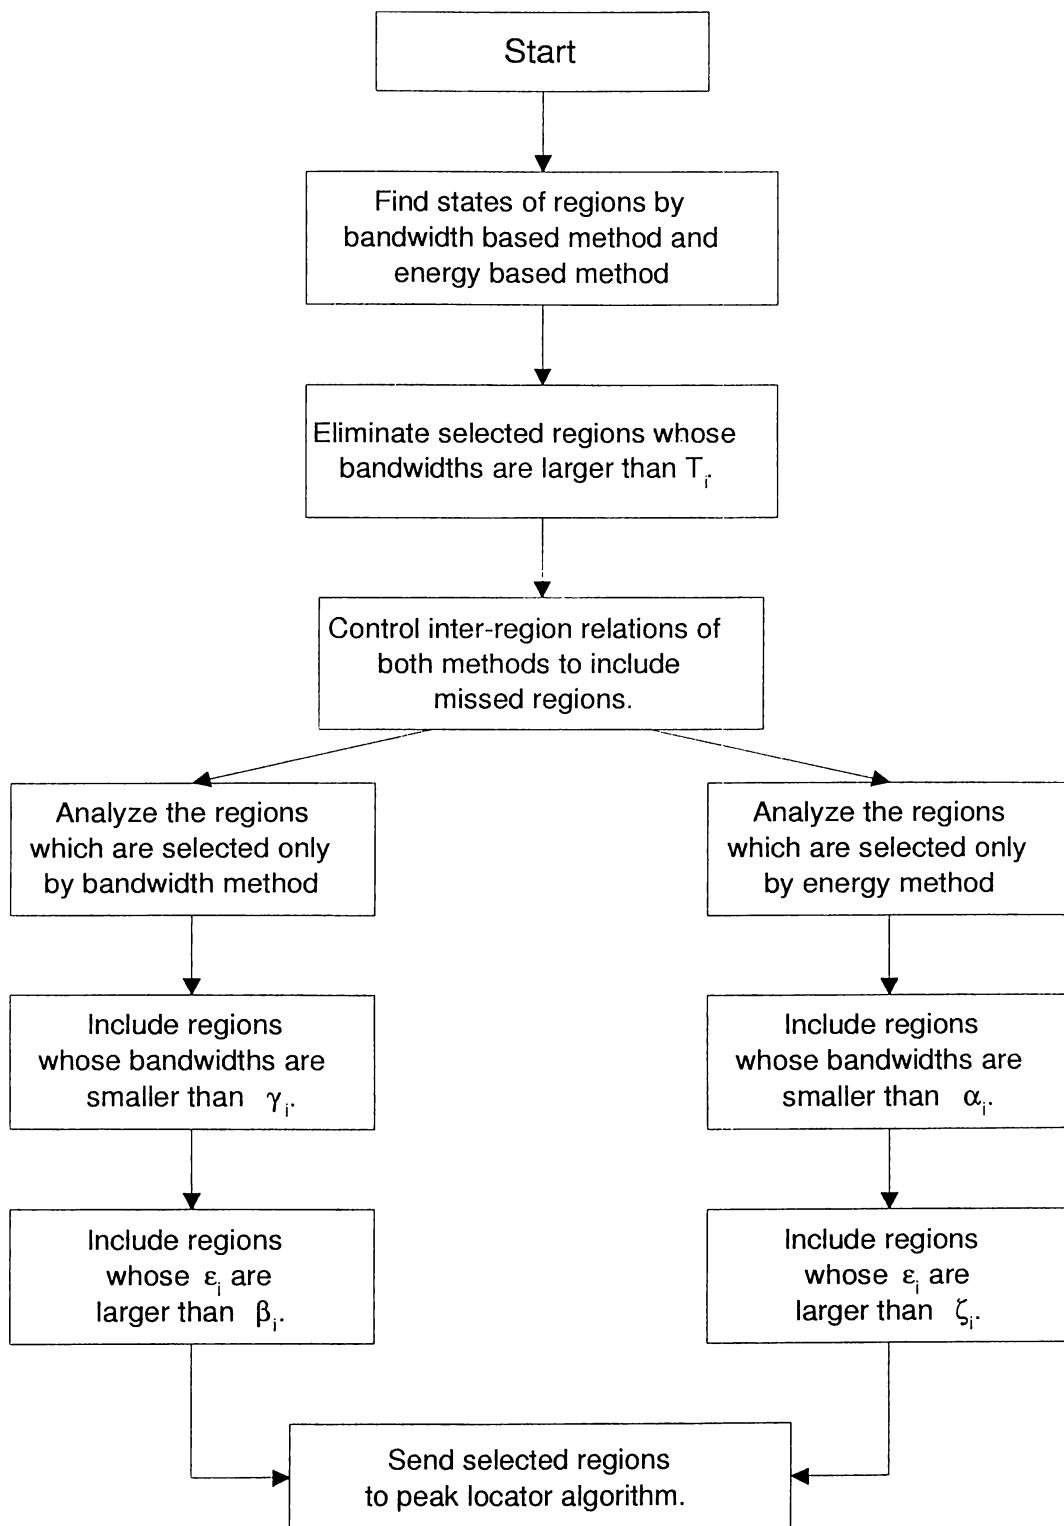 Start
Find states of regions by
bandwidth based method and
energy based method
Eliminate selected regions whose
bandwidths are larger than Tᵢ.
Control inter-region relations of
both methods to include
missed regions.
Analyze the regions
which are selected only
by bandwidth method
Include regions
whose bandwidths are
smaller than γᵢ.
Include regions
whose εᵢ are
larger than βᵢ.
Analyze the regions
which are selected only
by energy method
Include regions
whose bandwidths are
smaller than αᵢ.
Include regions
whose εᵢ are
larger than ζᵢ.
Send selected regions
to peak locator algorithm.